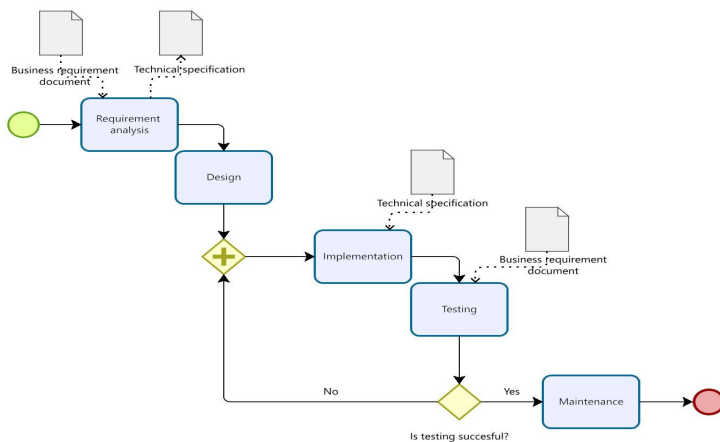 Business requirement
document
Technical specification
Requirement
analysis
Design
Technical specification
Implementation
Business requirement
document
Testing
No
Yes
Maintenance
Is testing succesful?